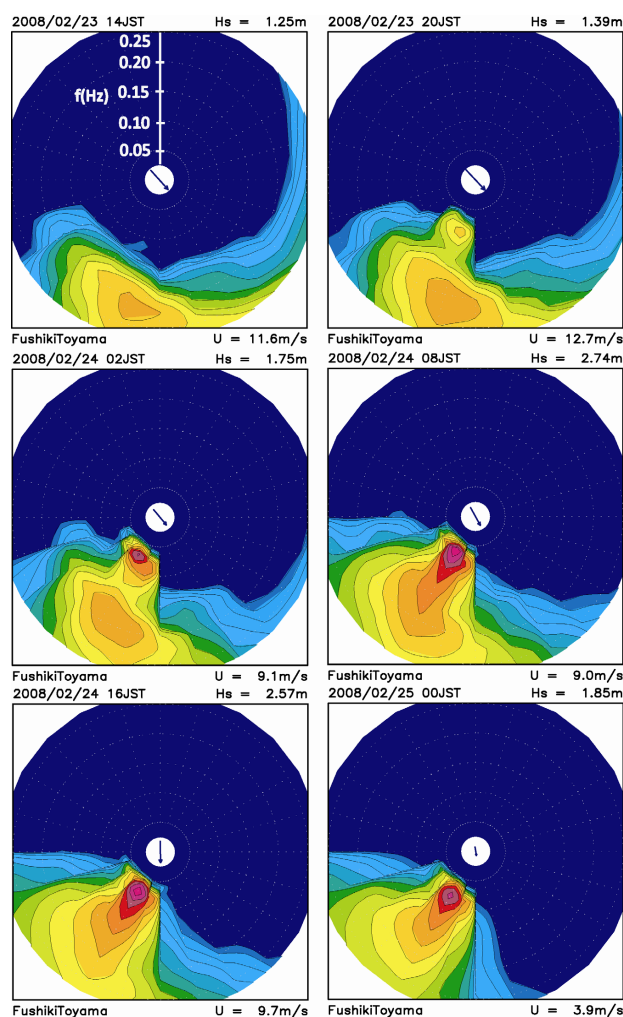 2008/02/23 14JST Hs = 1.25m
0.25
0.20
0.15
f(Hz)
0.10
0.05
FushikiToyama U = 11.6m/s
2008/02/23 20JST Hs = 1.39m
FushikiToyama U = 12.7m/s
2008/02/24 02JST Hs = 1.75m
FushikiToyama U = 9.1m/s
2008/02/24 08JST Hs = 2.74m
FushikiToyama U = 9.0m/s
2008/02/24 16JST Hs = 2.57m
FushikiToyama U = 9.7m/s
2008/02/25 00JST Hs = 1.85m
FushikiToyama U = 3.9m/s